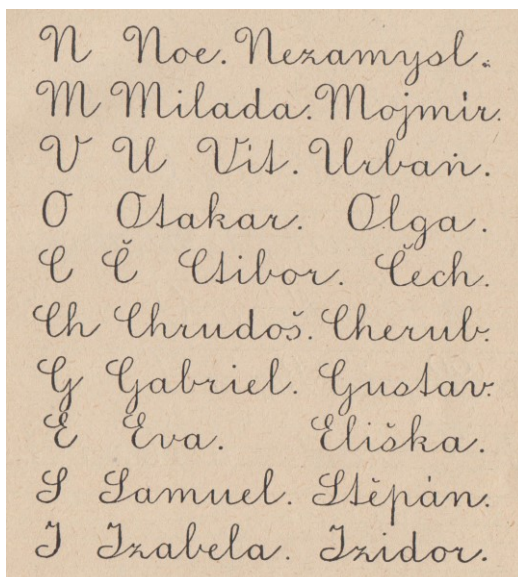 N Noe. Nezamysl.
M Milada. Mojmír.
V U Vít. Urban.
O Otakar. Olga.
C Č Ctibor. Čech.
Ch Chrudoš. Cherub.
G Gabriel. Gustav.
E Eva. Eliška.
S Samuel. Štěpán.
I Izabela. Izidor.